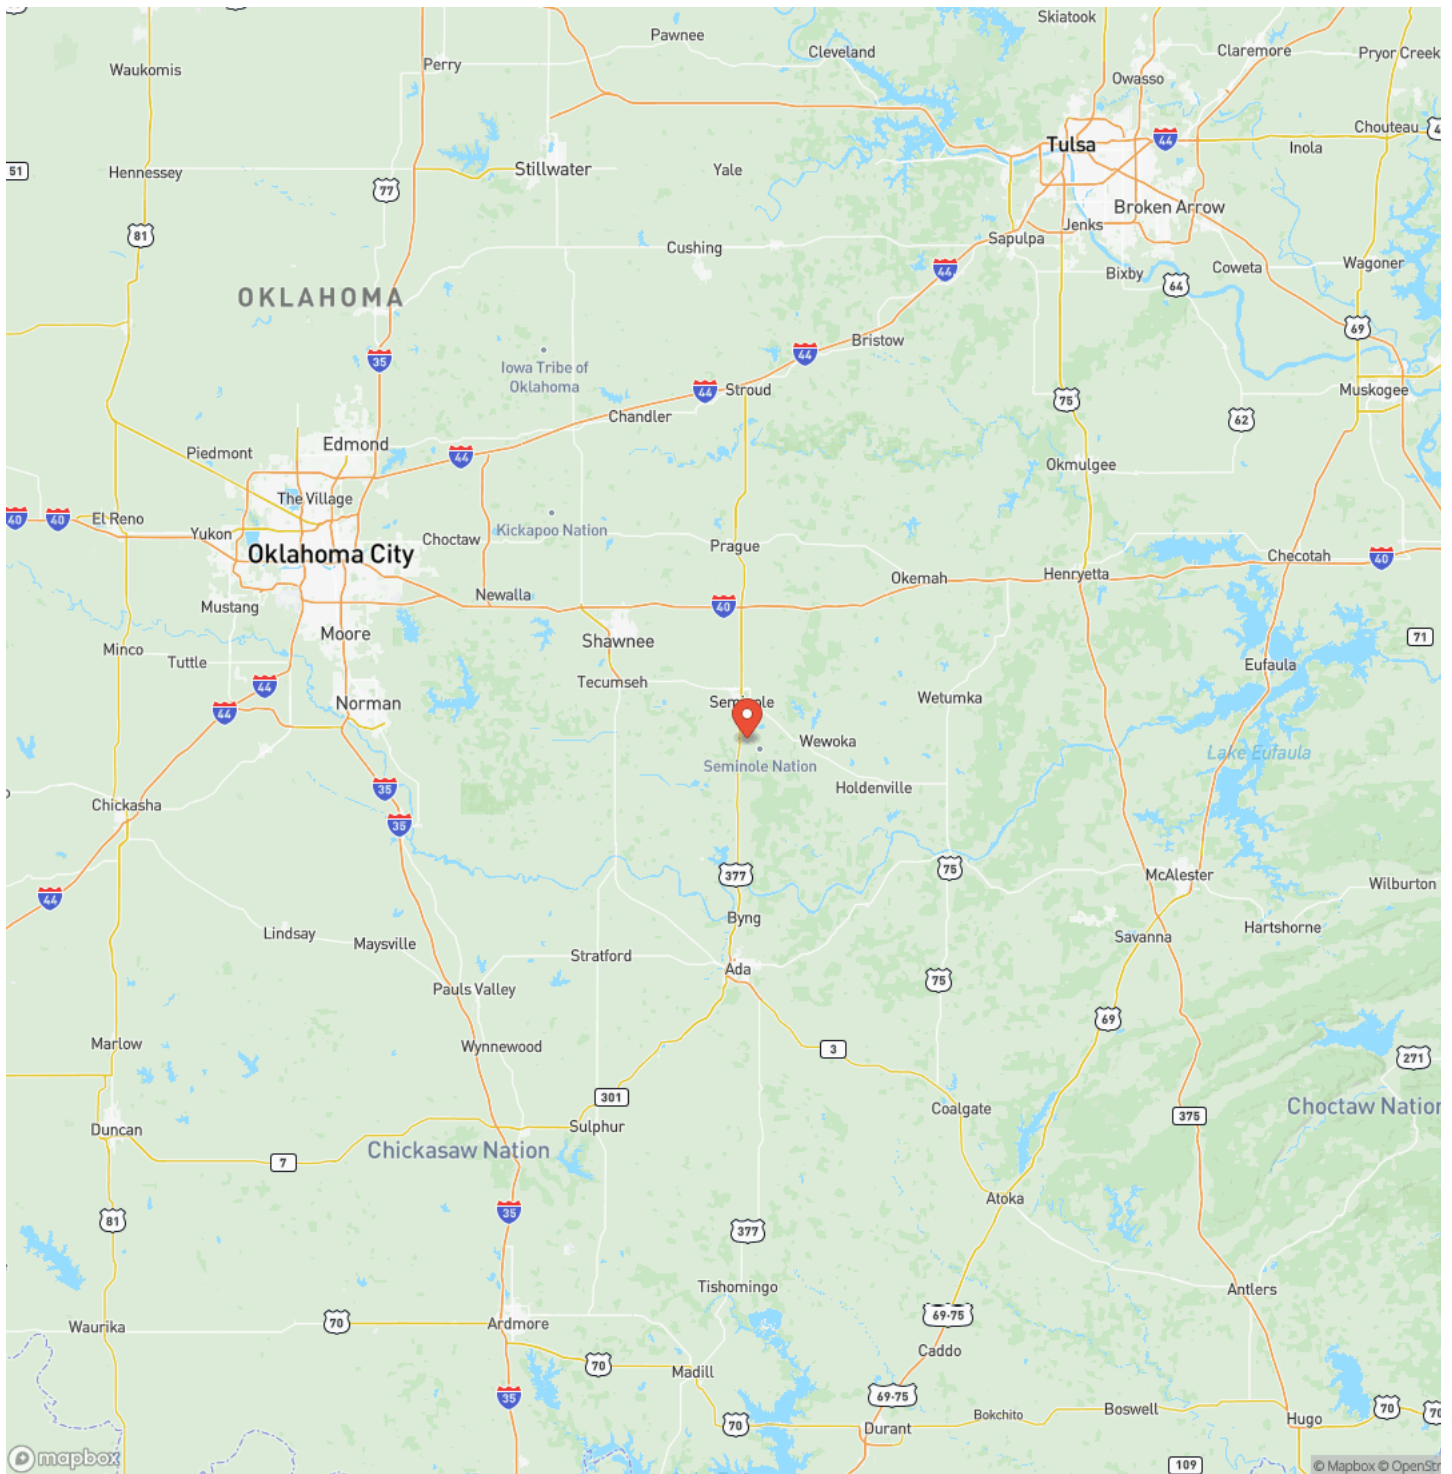 Skiatook
Pawnee
Cleveland
Claremore
Pryor Creek
Perry
Waukomis
Owasso
Chouteau
Tulsa
44
Inola
51
Hennessey
Stillwater
Yale
77
Broken Arrow
81
Jenks
Sapulpa
Cushing
44
Bixby
Coweta
Wagoner
64
OKLAHOMA
69
35
44
Bristow
Iowa Tribe of
Oklahoma
44
Stroud
Muskogee
75
62
Chandler
Edmond
Piedmont
44
Okmulgee
The Village
40
40
El Reno
Kickapoo Nation
Yukon
Choctaw
Prague
Oklahoma City
Checotah
40
Henryetta
Okemah
Newalla
40
Mustang
Moore
Shawnee
71
Minco
Tuttle
Eufaula
44
Tecumseh
Norman
Seminole
Wetumka
44
Wewoka
Lake Eufaula
Seminole Nation
35
Holdenville
Chickasha
35
377
75
McAlester
Wilburton
44
Byng
Hartshorne
Lindsay
Maysville
Savanna
Stratford
Ada
75
Pauls Valley
69
Marlow
Wynnewood
3
271
301
Coalgate
Choctaw Nation
375
Duncan
Sulphur
Chickasaw Nation
7
Atoka
35
81
377
Tishomingo
Antlers
69-75
70
Ardmore
Waurika
Caddo
70
Madill
35
69-75
Boswell
70
70
Bokchito
Hugo
70
Durant
mapbox
109
© Mapbox © OpenStr